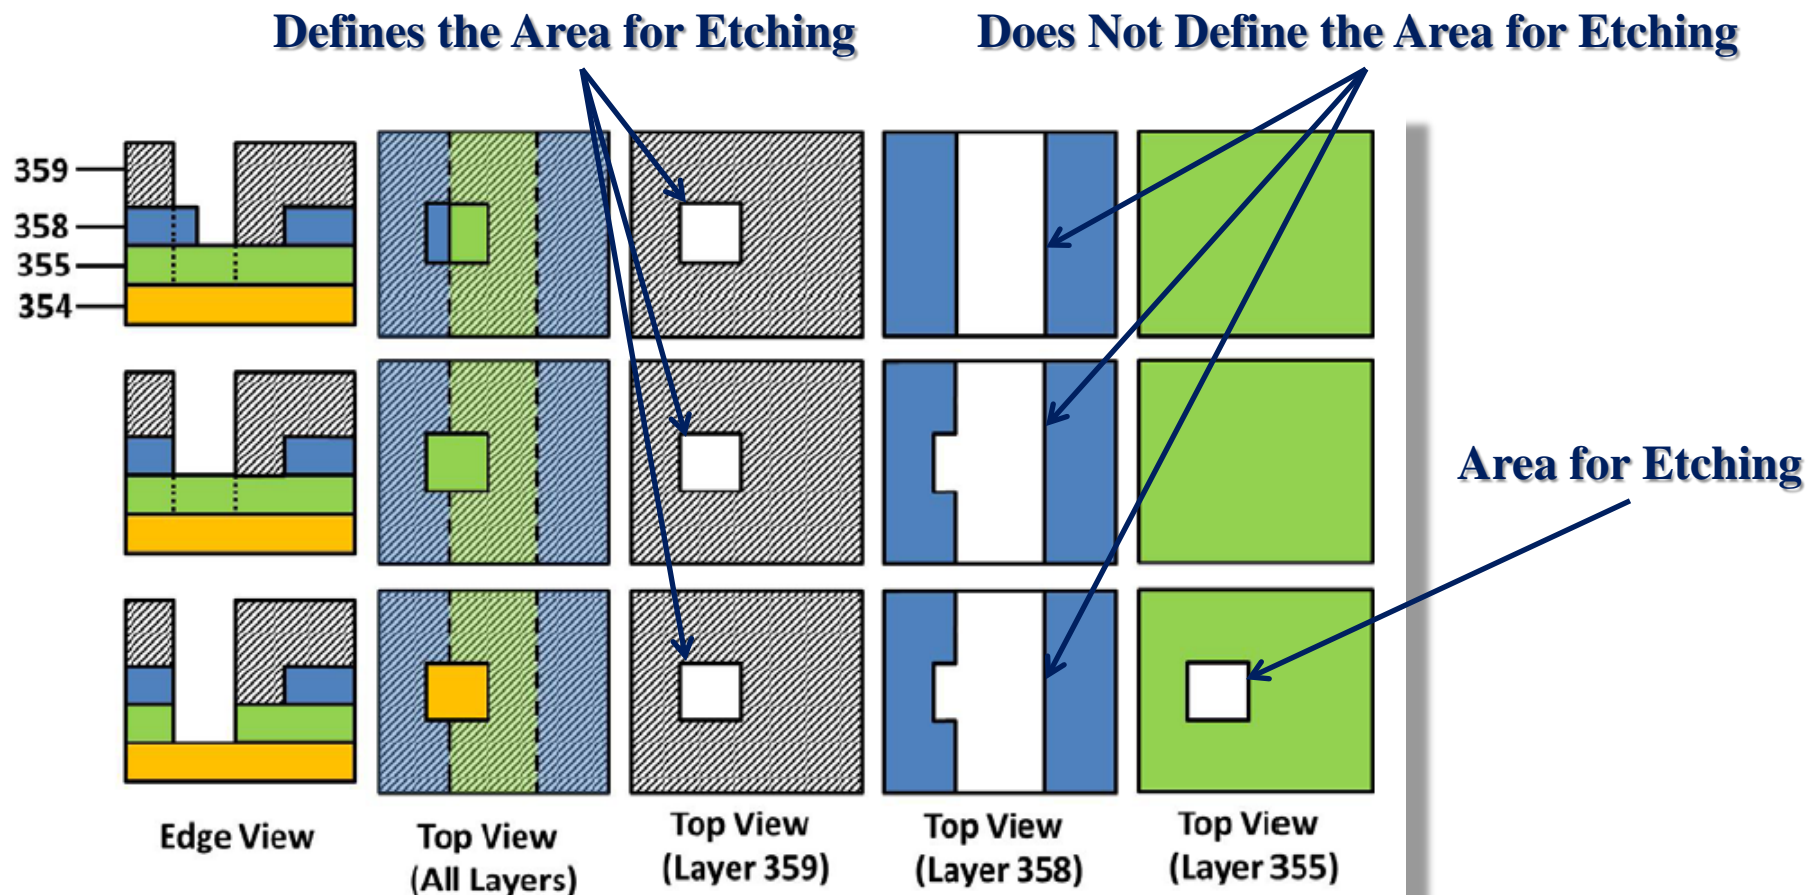 Defines the Area for Etching
Does Not Define the Area for Etching
359
358
355
354
Area for Etching
Edge View
Top View
(All Layers)
Top View
(Layer 359)
Top View
(Layer 358)
Top View
(Layer 355)